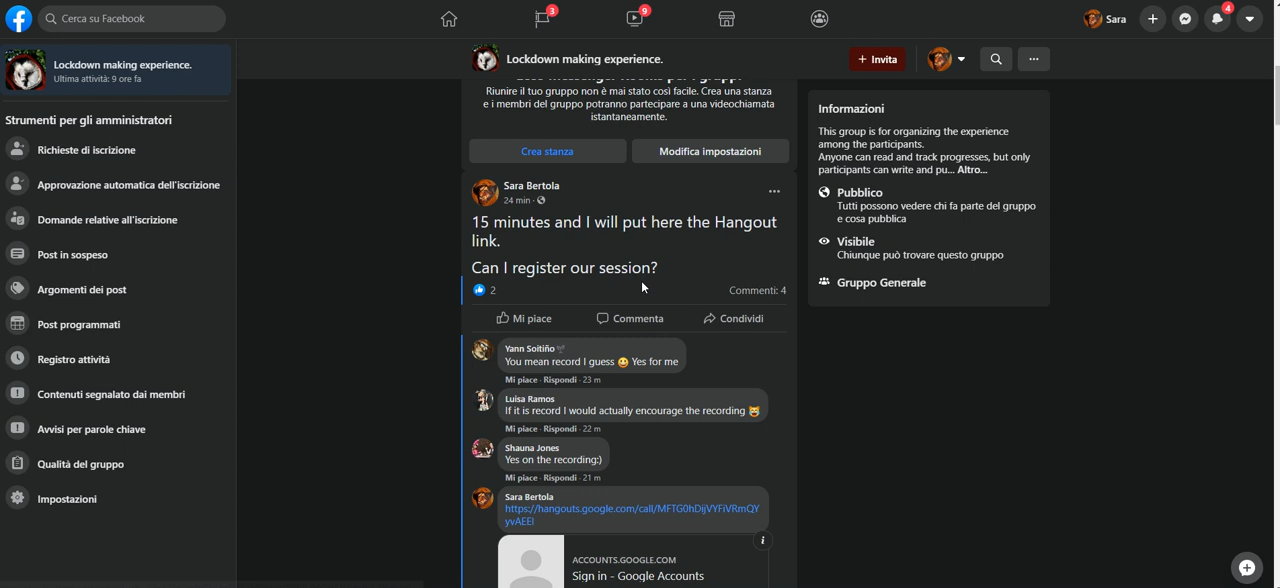 Cerca su Facebook
3
9
Sara
4
Lockdown making experience.
Ultima attività: 9 ore fa
Strumenti per gli amministratori
Richieste di iscrizione
Approvazione automatica dell'iscrizione
Domande relative all'iscrizione
Post in sospeso
Argomenti dei post
Post programmati
Registro attività
Contenuti segnalato dai membri
Avvisi per parole chiave
Qualità del gruppo
Impostazioni
Lockdown making experience.
+ Invita
Riunire il tuo gruppo non è mai stato così facile. Crea una stanza
e i membri del gruppo potranno partecipare a una videochiamata
istantaneamente.
Crea stanza
Modifica impostazioni
Sara Bertola
24 min ·
15 minutes and I will put here the Hangout
link.
Can I register our session?
2
Commenti: 4
Mi piace
Commenta
Condividi
Yann Soitiño
You mean record I guess 😀 Yes for me
Mi piace · Rispondi · 23 m
Luisa Ramos
If it is record I would actually encourage the recording 😸
Mi piace · Rispondi · 22 m
Shauna Jones
Yes on the recording:)
Mi piace · Rispondi · 21 m
Sara Bertola
https://hangouts.google.com/call/MFTG0hDijVYFiVRmQY
yvAEEI
ACCOUNTS.GOOGLE.COM
Sign in - Google Accounts
Informazioni
This group is for organizing the experience
among the participants.
Anyone can read and track progresses, but only
participants can write and pu... Altro...
Pubblico
Tutti possono vedere chi fa parte del gruppo
e cosa pubblica
Visibile
Chiunque può trovare questo gruppo
Gruppo Generale